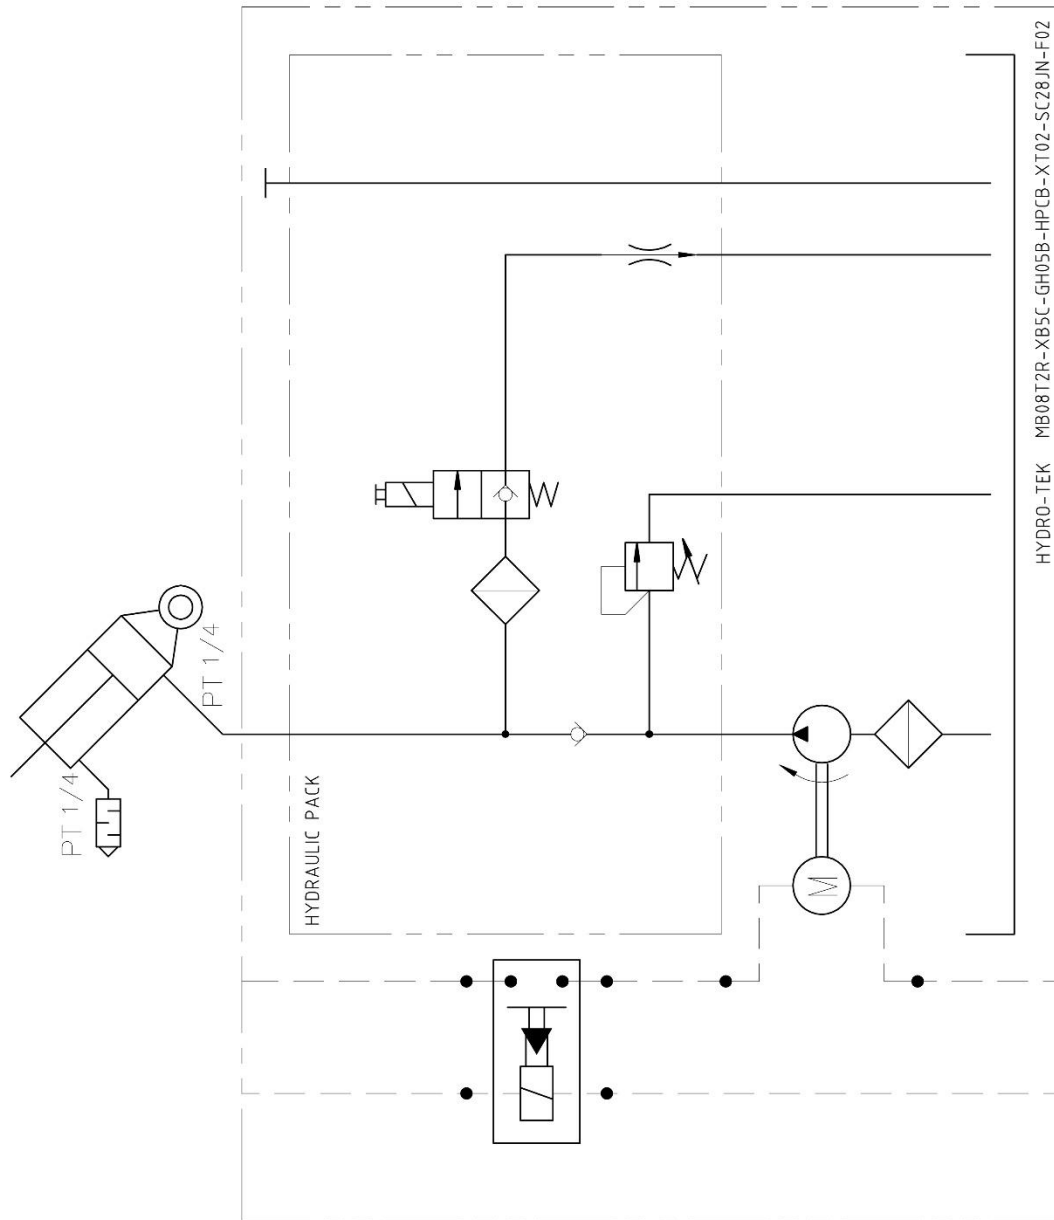 HYDRO-TEK MB08T2R-XB5C-GH05B-HPCB-XT02-SC28JN-F02
PT 1/4
PT 1/4
HYDRAULIC PACK
M